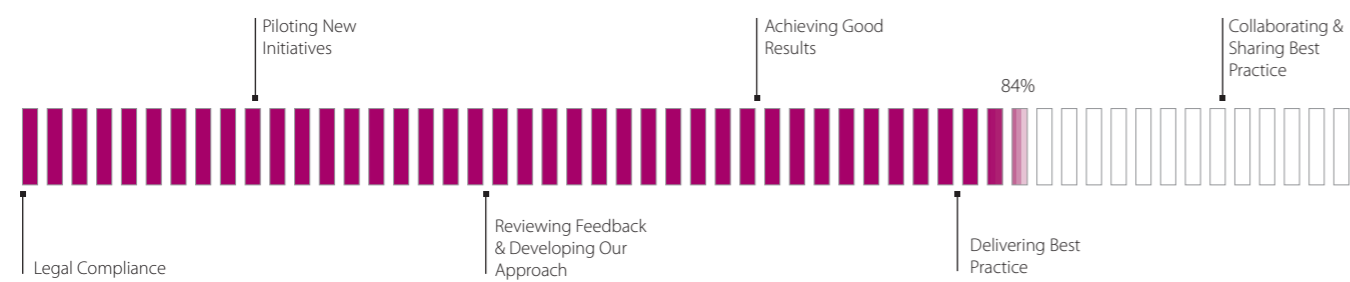 Piloting New
Initiatives
Achieving Good
Results
Collaborating &
Sharing Best
Practice
84%
Legal Compliance
Reviewing Feedback
& Developing Our
Approach
Delivering Best
Practice